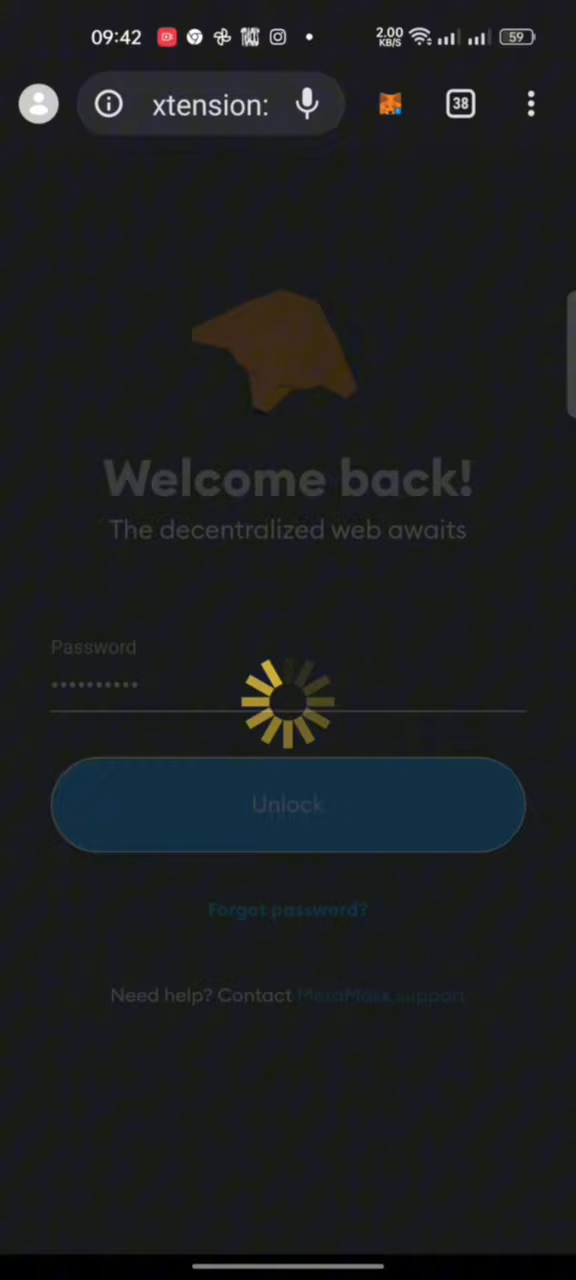 09:42 2.00 KB/S 59
xtension: 38
Welcome back!
The decentralized web awaits
Password
••••••••••
Unlock
Forgot password?
Need help? Contact MetaMask support